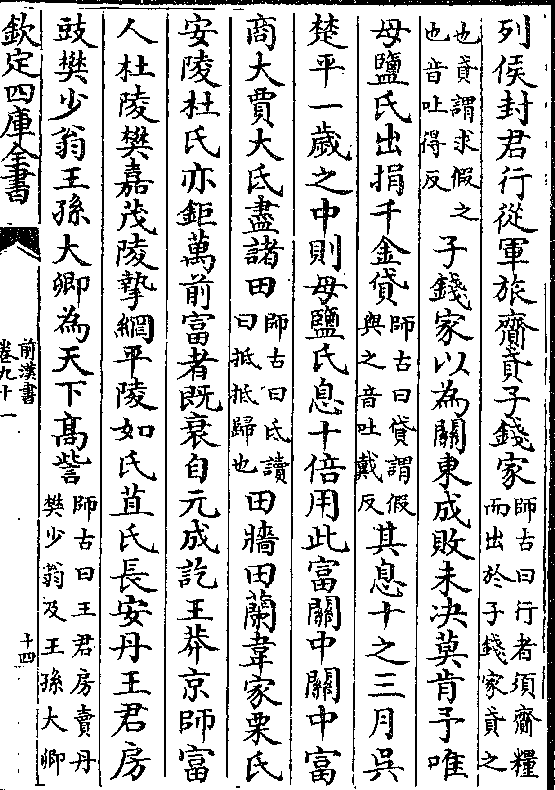 列侯封君行從軍旅齎貣子錢家師古曰行者須齎糧而出於子錢家貣之
也貣謂求假之也音吐得反子錢家以為關東成敗未決莫肯予唯
母鹽氏出捐千金貸師古曰貸謂假與之音吐戴反其息十之三月吳
楚平一歲之中則母鹽氏息十倍用此富關中關中富
商大賈大氐盡諸田師古曰氐讀曰抵抵歸也田牆田蘭韋家栗氏
安陵杜氏亦鉅萬前富者既衰自元成訖王莽京師富
人杜陵樊嘉茂陵摯網平陵如氏苴氏長安丹王君房
豉樊少翁王孫大卿為天下高訾師古曰王君房賣丹樊少翁及王孫大卿
欽定四庫全書
前漢書
卷九十一
十四